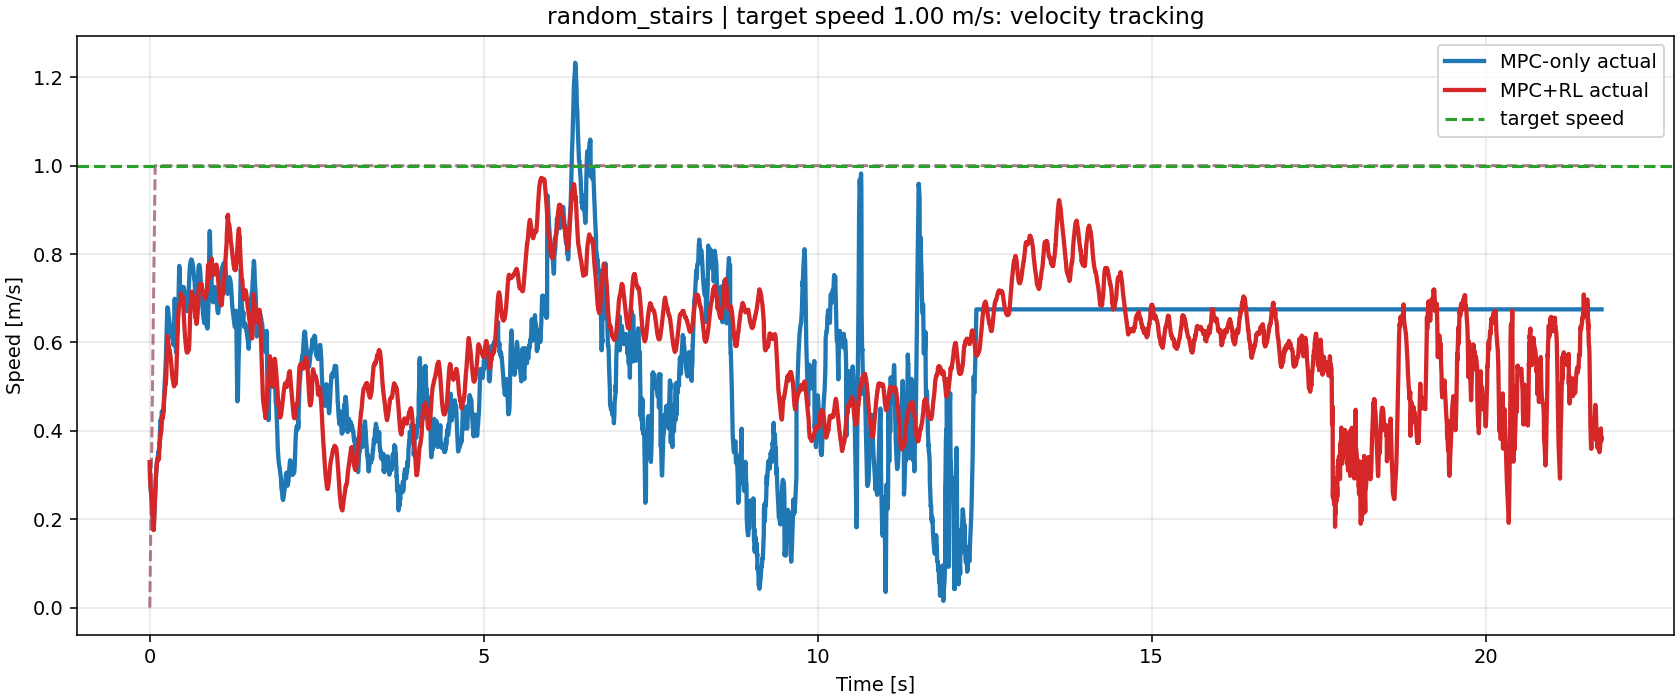 random_stairs | target speed 1.00 m/s: velocity tracking
MPC-only actual
MPC+RL actual
target speed
Speed [m/s]
1.2
1.0
0.8
0.6
0.4
0.2
0.0
0
5
10
15
20
Time [s]